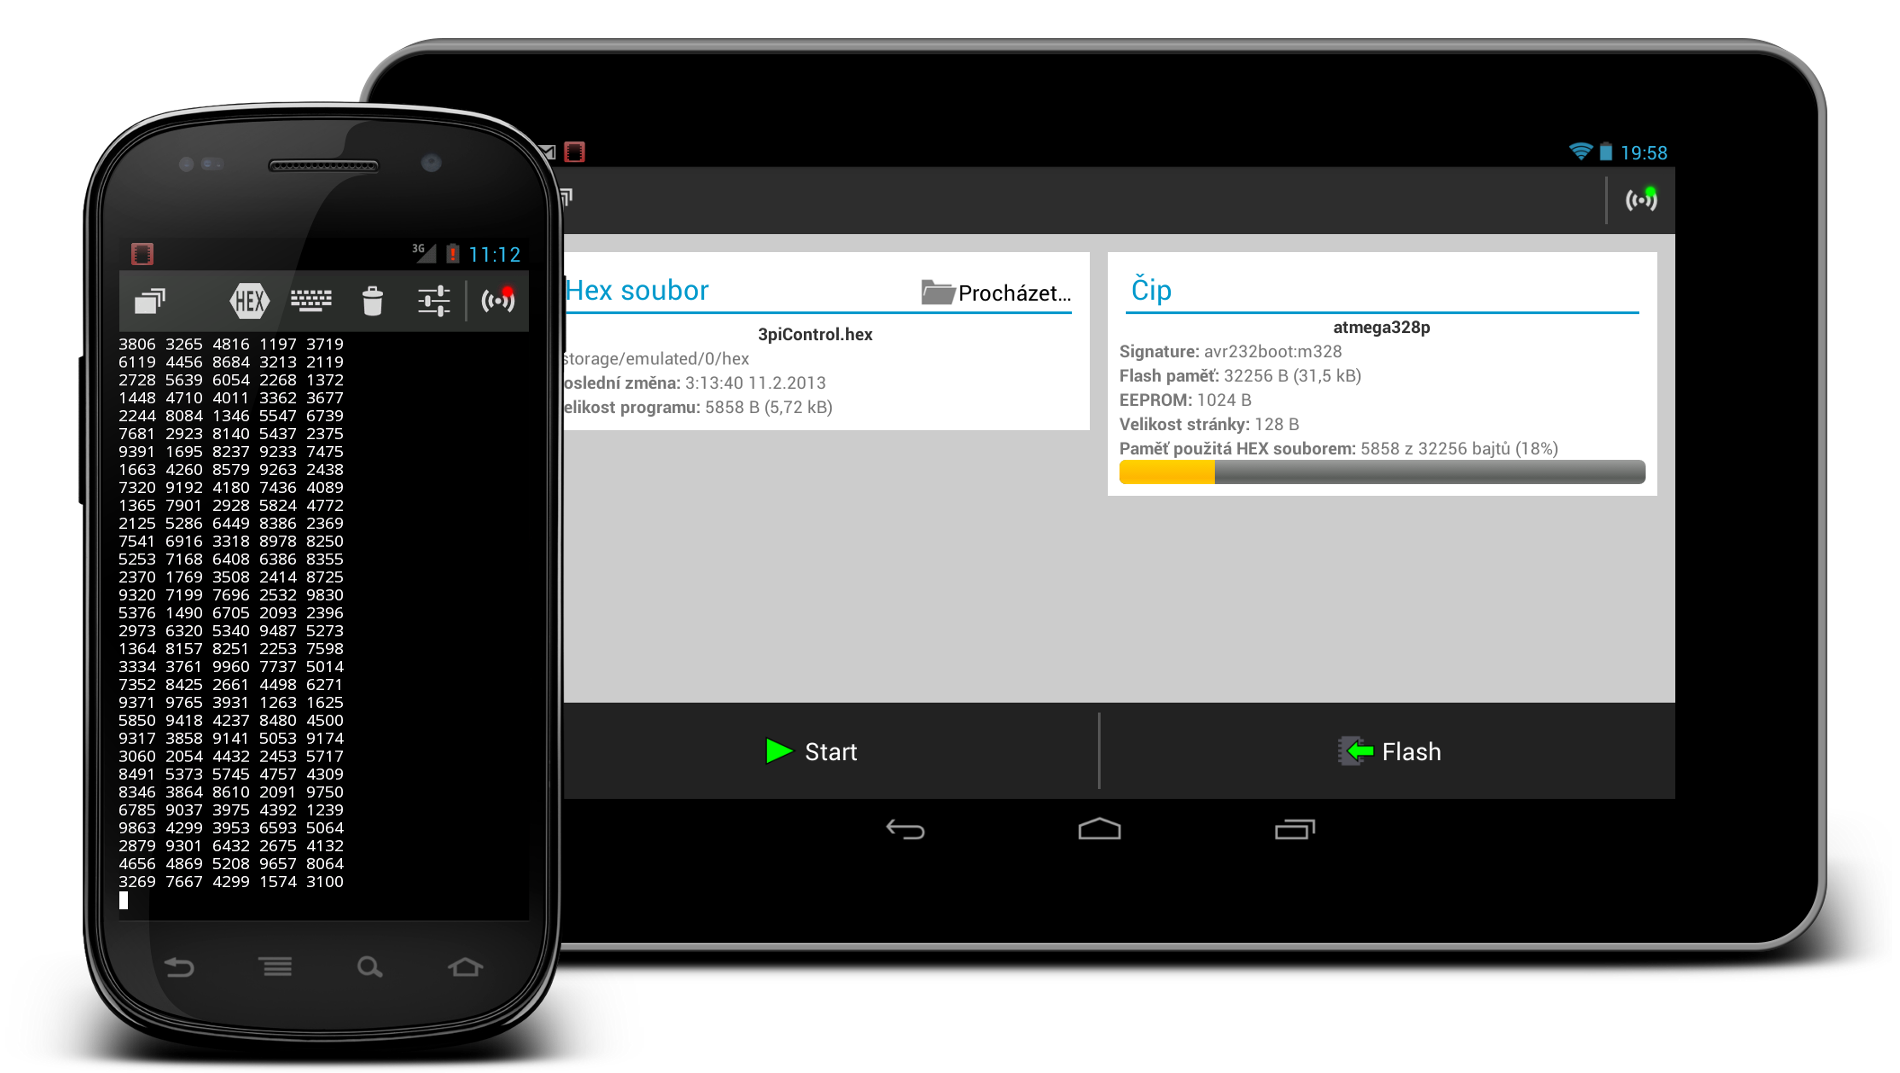 3G 11:12
HEX
3806 3265 4816 1197 3719
6119 4456 8684 3213 2119
2728 5639 6054 2268 1372
1448 4710 4011 3362 3677
2244 8084 1346 5547 6739
7681 2923 8140 5437 2375
9391 1695 8237 9233 7475
1663 4260 8579 9263 2438
7320 9192 4180 7436 4089
1365 7901 2928 5824 4772
2125 5286 6449 8386 2369
7541 6916 3318 8978 8250
5253 7168 6408 6386 8355
2370 1769 3508 2414 8725
9320 7199 7696 2532 9830
5376 1490 6705 2093 2396
2973 6320 5340 9487 5273
1364 8157 8251 2253 7598
3334 3761 9960 7737 5014
7352 8425 2661 4498 6271
9371 9765 3931 1263 1625
5850 9418 4237 8480 4500
9317 3858 9141 5053 9174
3060 2054 4432 2453 5717
8491 5373 5745 4757 4309
8346 3864 8610 2091 9750
6785 9037 3975 4392 1239
9863 4299 3953 6593 5064
2879 9301 6432 2675 4132
4656 4869 5208 9657 8064
3269 7667 4299 1574 3100
19:58
Hex soubor Procházet...
3piControl.hex
storage/emulated/0/hex
oslední změna: 3:13:40 11.2.2013
elikost programu: 5858 B (5,72 kB)
Čip
atmega328p
Signature: avr232boot:m328
Flash paměť: 32256 B (31,5 kB)
EEPROM: 1024 B
Velikost stránky: 128 B
Paměť použitá HEX souborem: 5858 z 32256 bajtů (18%)
Start
Flash